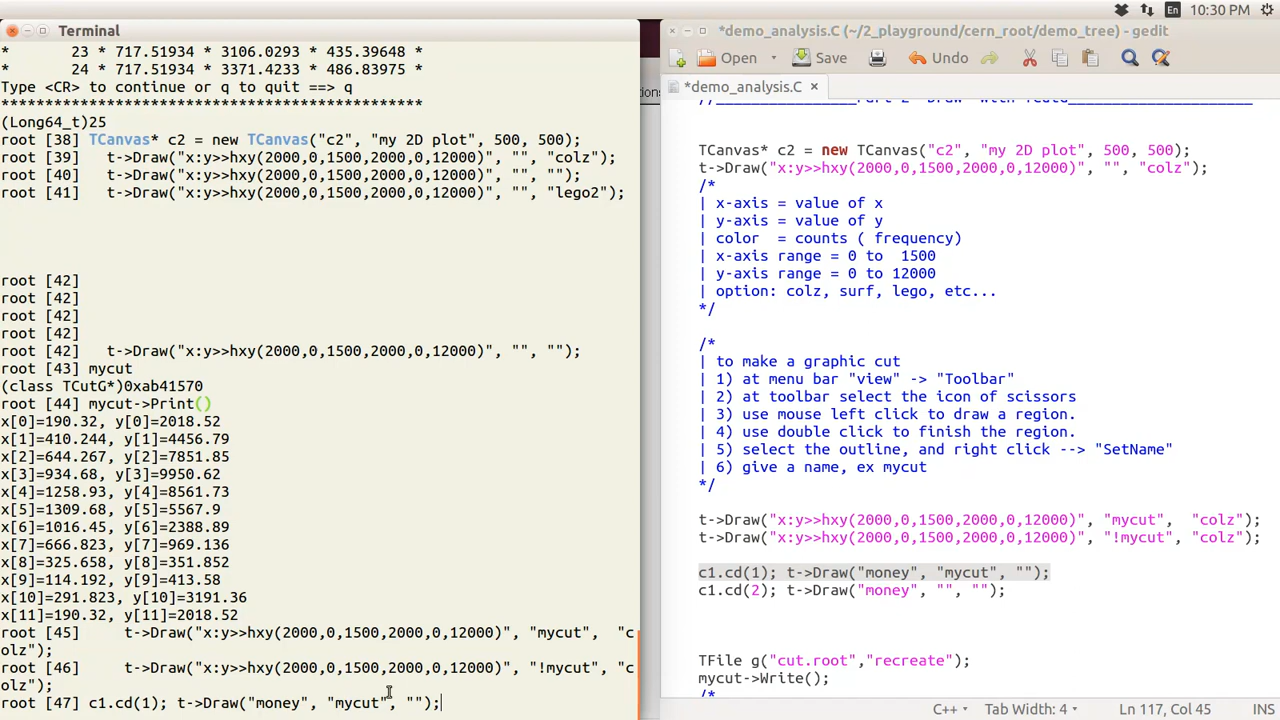 En 10:30 PM
Terminal
* 23 * 717.51934 * 3106.0293 * 435.39648 *
* 24 * 717.51934 * 3371.4233 * 486.83975 *
Type <CR> to continue or q to quit ==> q
************************************************
(Long64_t)25
root [38] TCanvas* c2 = new TCanvas("c2", "my 2D plot", 500, 500);
root [39] t->Draw("x:y>>hxy(2000,0,1500,2000,0,12000)", "", "colz");
root [40] t->Draw("x:y>>hxy(2000,0,1500,2000,0,12000)", "", "");
root [41] t->Draw("x:y>>hxy(2000,0,1500,2000,0,12000)", "", "lego2");
root [42]
root [42]
root [42]
root [42]
root [42] t->Draw("x:y>>hxy(2000,0,1500,2000,0,12000)", "", "");
root [43] mycut
(class TCutG*)0xab41570
root [44] mycut->Print()
x[0]=190.32, y[0]=2018.52
x[1]=410.244, y[1]=4456.79
x[2]=644.267, y[2]=7851.85
x[3]=934.68, y[3]=9950.62
x[4]=1258.93, y[4]=8561.73
x[5]=1309.68, y[5]=5567.9
x[6]=1016.45, y[6]=2388.89
x[7]=666.823, y[7]=969.136
x[8]=325.658, y[8]=351.852
x[9]=114.192, y[9]=413.58
x[10]=291.823, y[10]=3191.36
x[11]=190.32, y[11]=2018.52
root [45] t->Draw("x:y>>hxy(2000,0,1500,2000,0,12000)", "mycut", "c
olz");
root [46] t->Draw("x:y>>hxy(2000,0,1500,2000,0,12000)", "!mycut", "c
olz");
root [47] c1.cd(1); t->Draw("money", "mycut", "");
*demo_analysis.C (~/2_playground/cern_root/demo_tree) - gedit
Open Save Undo
*demo_analysis.C ×
TCanvas* c2 = new TCanvas("c2", "my 2D plot", 500, 500);
t->Draw("x:y>>hxy(2000,0,1500,2000,0,12000)", "", "colz");
/*
| x-axis = value of x
| y-axis = value of y
| color = counts ( frequency)
| x-axis range = 0 to 1500
| y-axis range = 0 to 12000
| option: colz, surf, lego, etc...
*/
/*
| to make a graphic cut
| 1) at menu bar "view" -> "Toolbar"
| 2) at toolbar select the icon of scissors
| 3) use mouse left click to draw a region.
| 4) use double click to finish the region.
| 5) select the outline, and right click --> "SetName"
| 6) give a name, ex mycut
*/
t->Draw("x:y>>hxy(2000,0,1500,2000,0,12000)", "mycut", "colz");
t->Draw("x:y>>hxy(2000,0,1500,2000,0,12000)", "!mycut", "colz");
c1.cd(1); t->Draw("money", "mycut", "");
c1.cd(2); t->Draw("money", "", "");
TFile g("cut.root","recreate");
mycut->Write();
/*
C++ Tab Width: 4 Ln 117, Col 45 INS